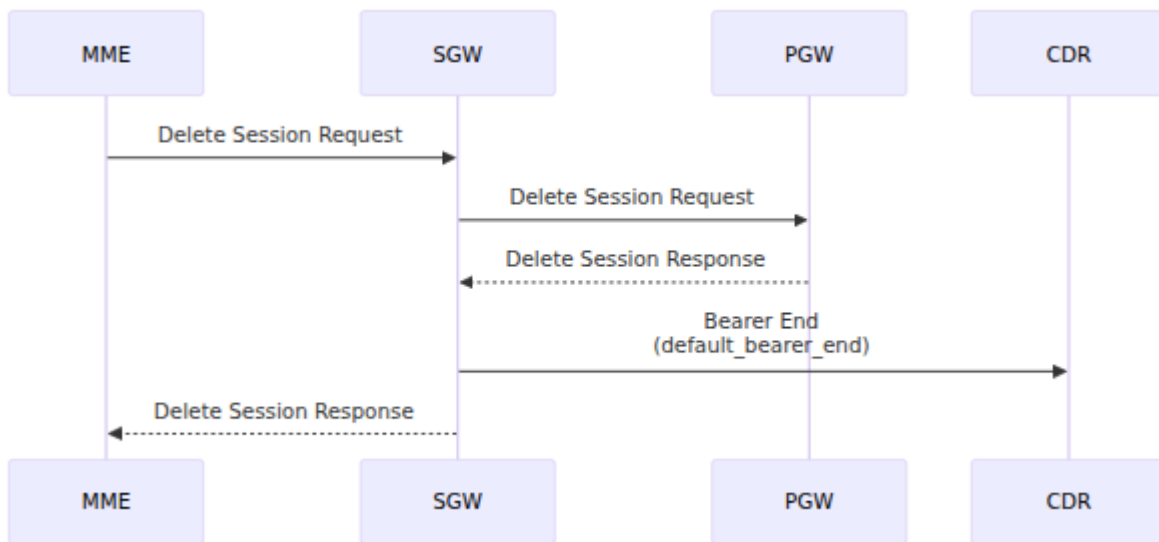 MME
SGW
PGW
CDR
Delete Session Request
Delete Session Request
Delete Session Response
Bearer End
(default_bearer_end)
Delete Session Response
MME
SGW
PGW
CDR